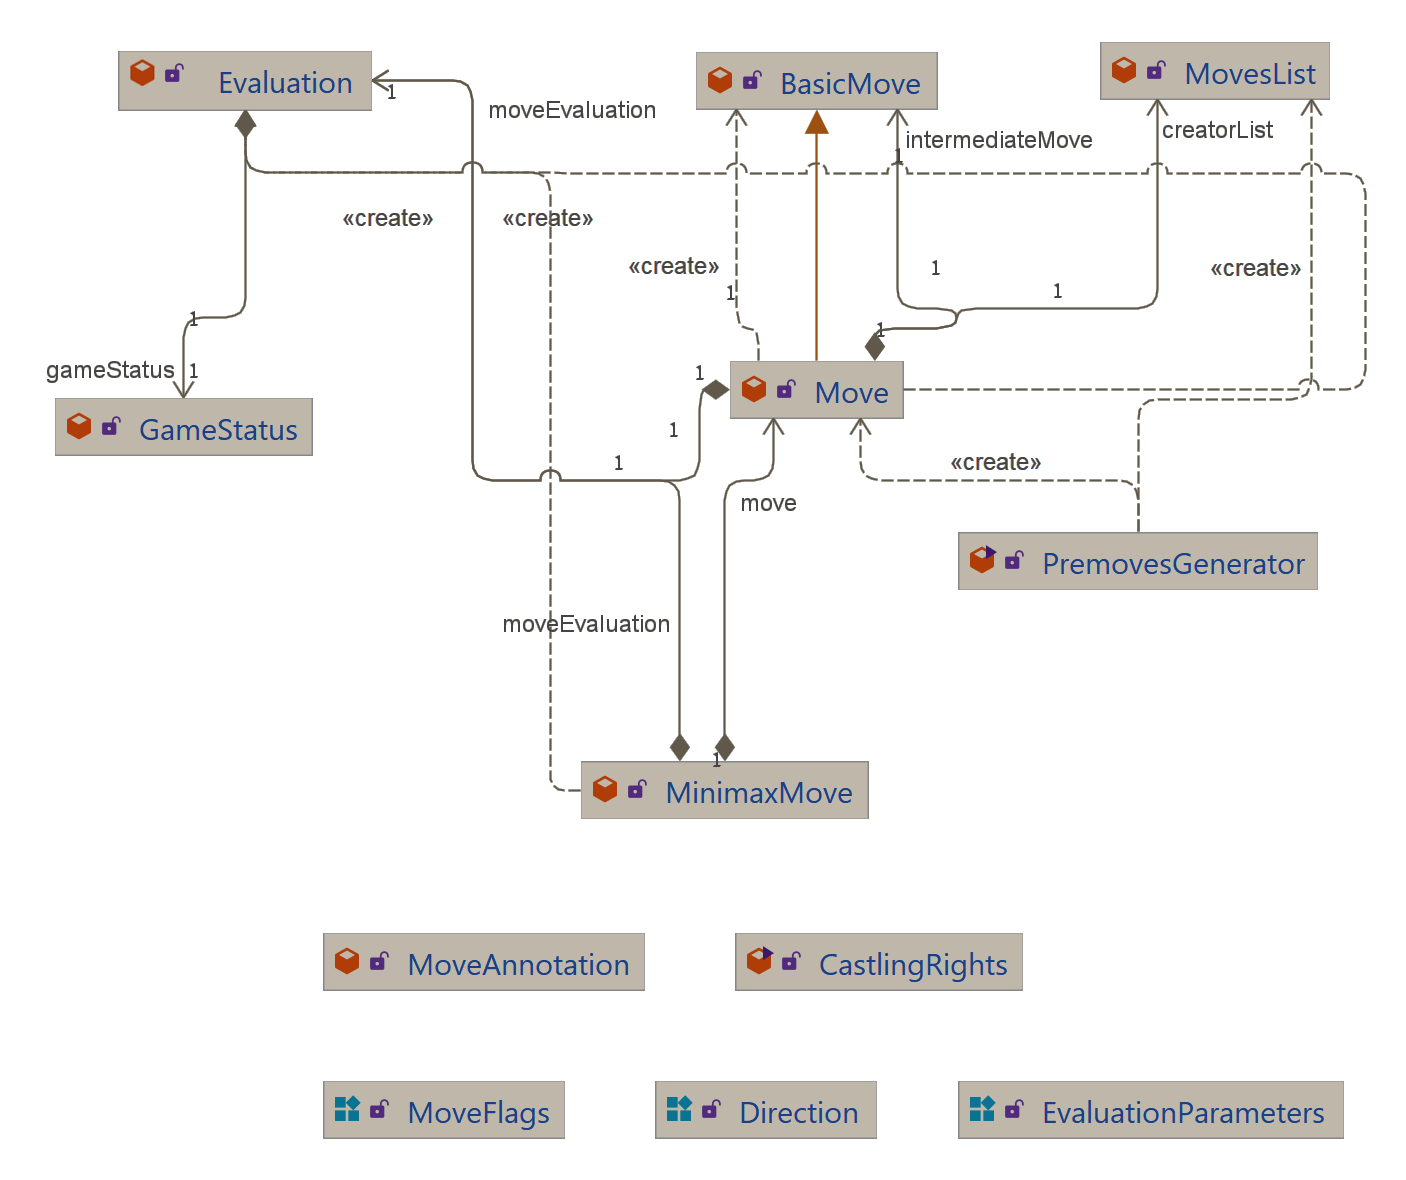 Evaluation
BasicMove
MovesList
1
moveEvaluation
intermediateMove
creatorList
1
«create»
«create»
«create»
1
«create»
1
1
1
1
gameStatus
1
1
Move
GameStatus
1
1
«create»
move
PremovesGenerator
moveEvaluation
1
MinimaxMove
MoveAnnotation
CastlingRights
MoveFlags
Direction
EvaluationParameters